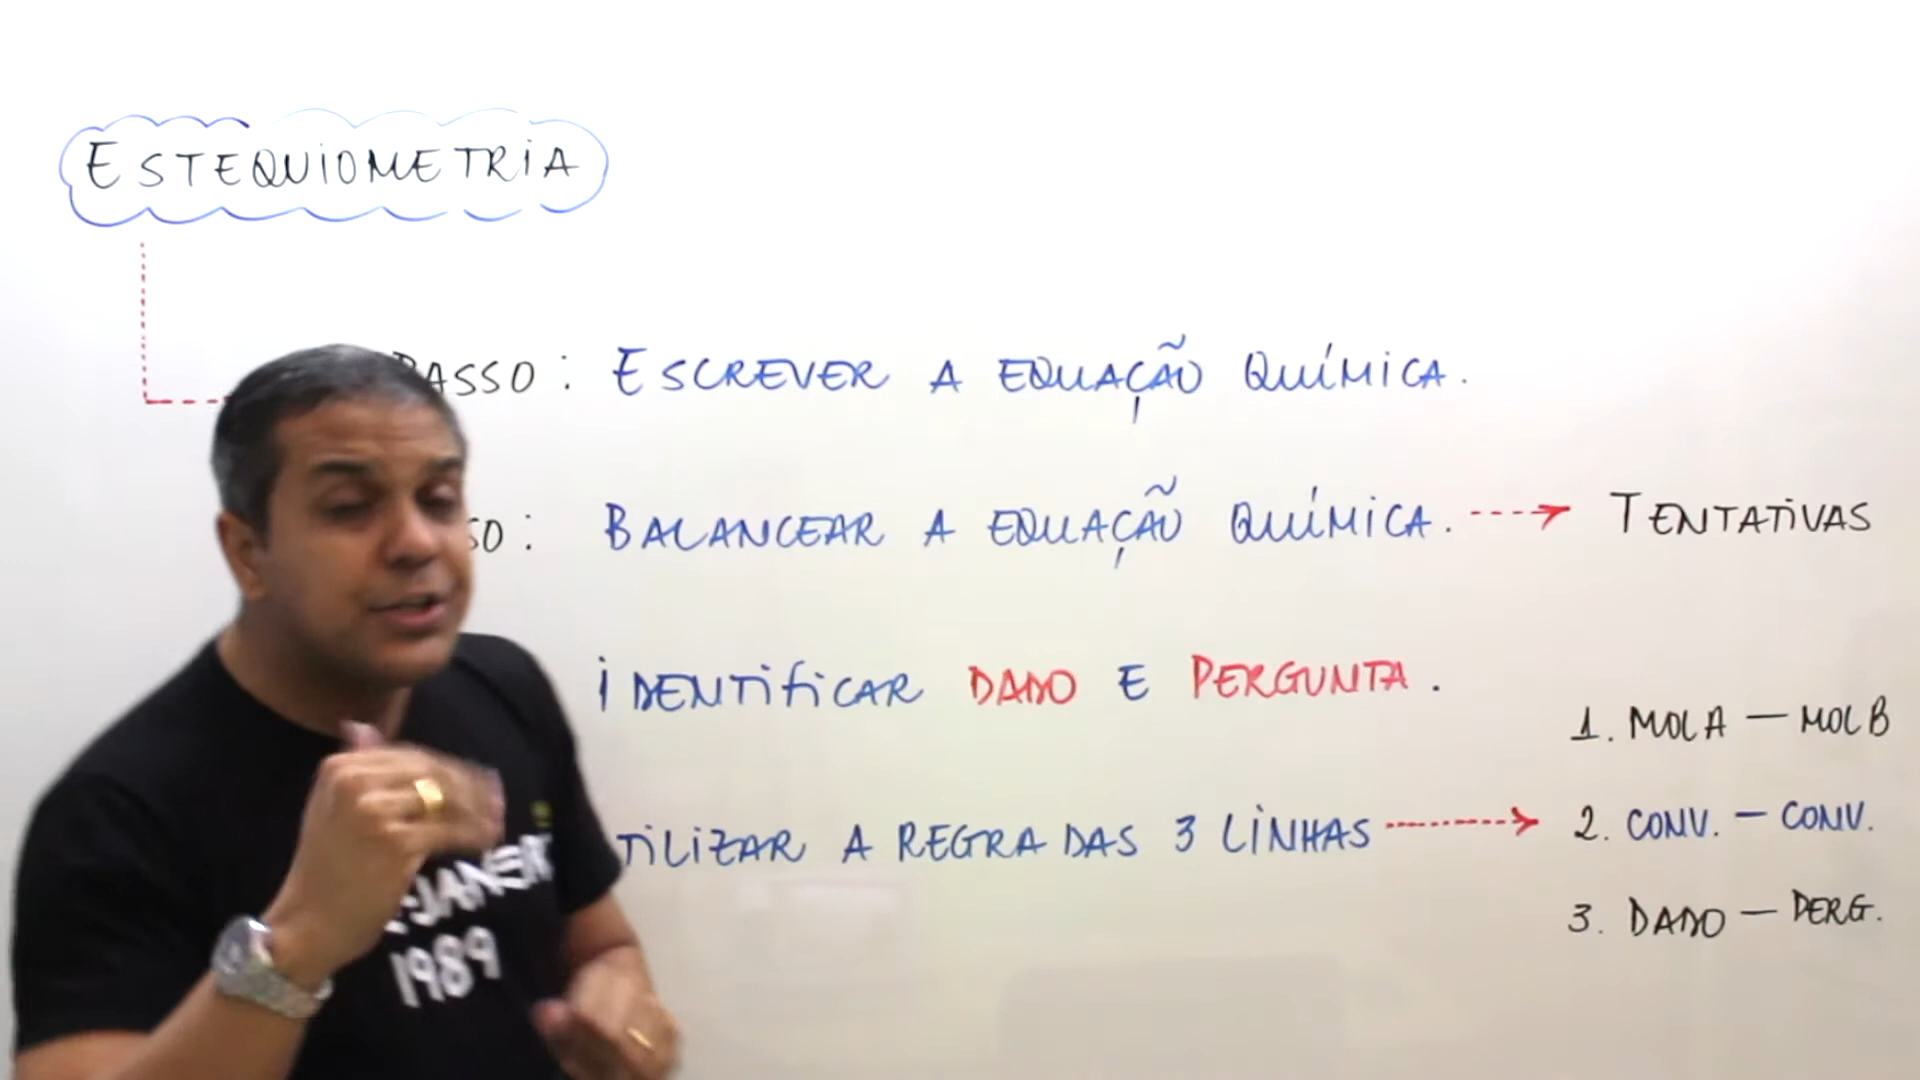 ESTEQUIOMETRIA
PASSO: ESCREVER A EQUAÇÃO QUÍMICA.
SO: BALANCEAR A EQUAÇÃO QUÍMICA. TENTATIVAS
IDENTIFICAR DADO E PERGUNTA.
1. MOL A — MOL B
TILIZAR A REGRA DAS 3 LINHAS
2. CONV. — CONV.
3. DADO — PERG.
1989